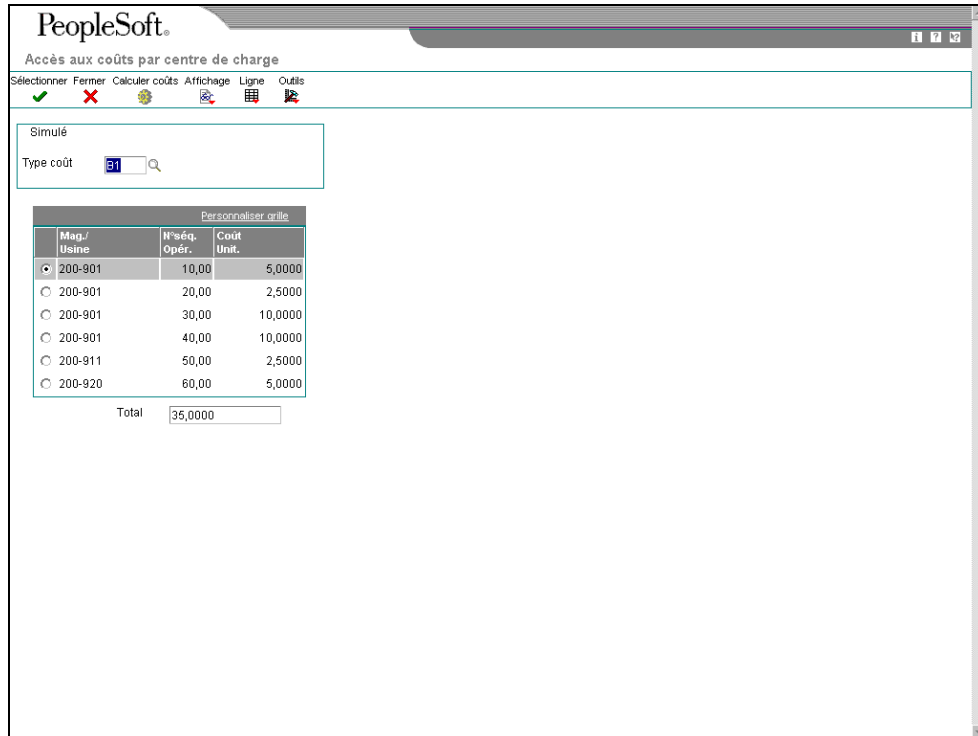 PeopleSoft®
Accès aux coûts par centre de charge
Sélectionner Fermer Calculer coûts Affichage Ligne Outils
Simulé
Type coût B1
Personnaliser grille
Mag./ Usine N°séq. Opér. Coût Unit.
200-901 10,00 5,0000
200-901 20,00 2,5000
200-901 30,00 10,0000
200-901 40,00 10,0000
200-911 50,00 2,5000
200-920 60,00 5,0000
Total 35,0000